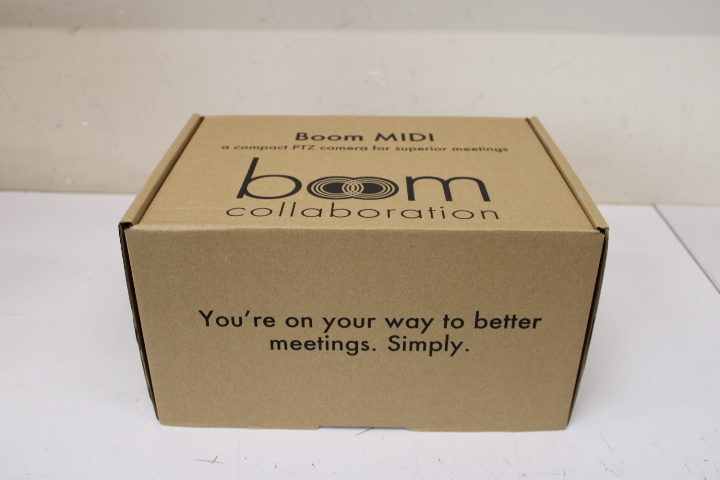 Boom MIDI
a compact PTZ camera for superior meetings
boom
collaboration
You're on your way to better
meetings. Simply.